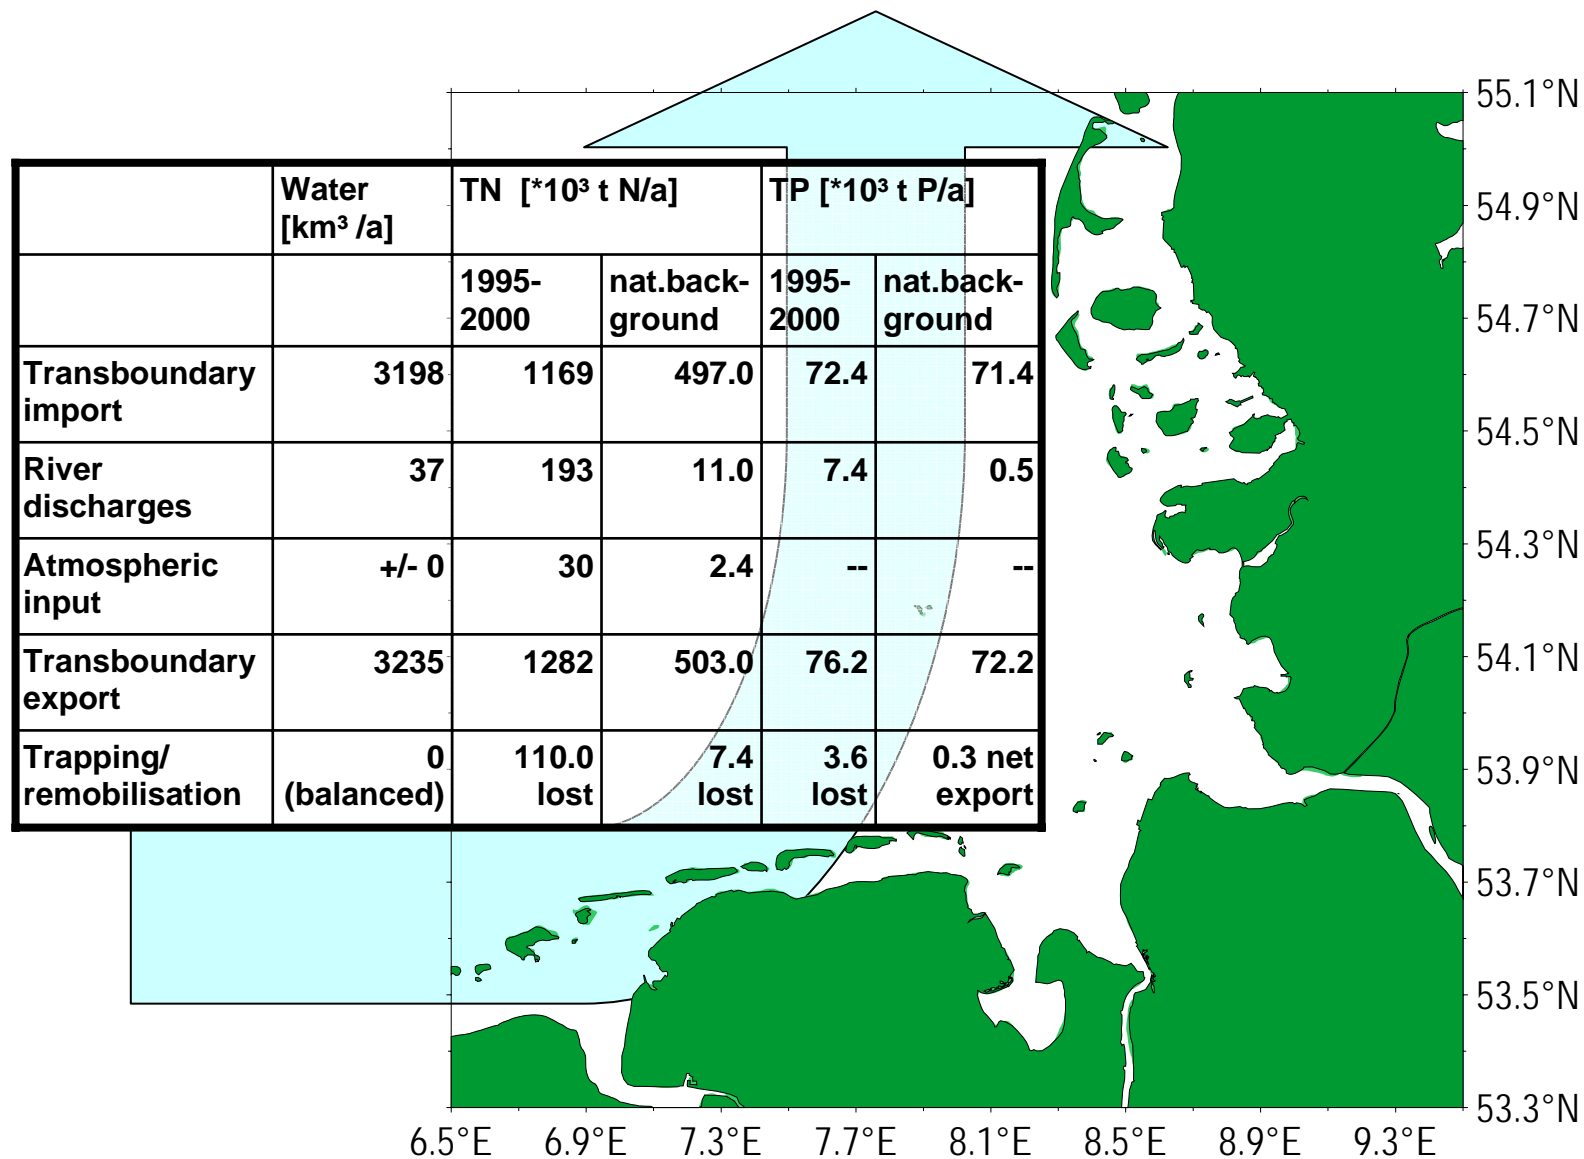 55.1°N
Water TN [*10³ t N/a] TP [*10³ t P/a]
[km³ /a]
54.9°N
1995- nat.back- 1995- nat.back-
2000 ground 2000 ground
54.7°N
Transboundary 3198 1169 497.0 72.4 71.4
import
54.5°N
River 37 193 11.0 7.4 0.5
discharges
54.3°N
Atmospheric +/- 0 30 2.4 -- --
input
Transboundary 3235 1282 503.0 76.2 72.2
export
54.1°N
Trapping/ 0 110.0 7.4 3.6 0.3 net
remobilisation (balanced) lost lost lost export
53.9°N
53.7°N
53.5°N
53.3°N
6.5°E 6.9°E 7.3°E 7.7°E 8.1°E 8.5°E 8.9°E 9.3°E